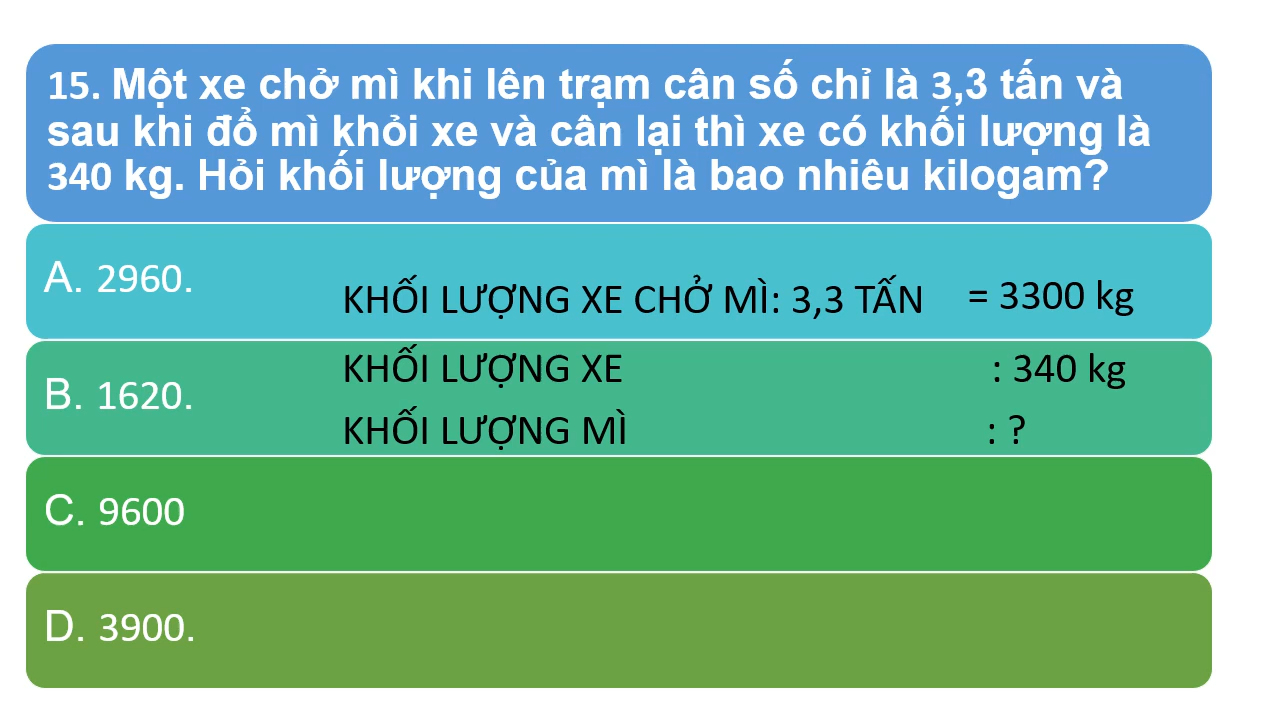 15. Một xe chở mì khi lên trạm cân số chỉ là 3,3 tấn và
sau khi đổ mì khỏi xe và cân lại thì xe có khối lượng là
340 kg. Hỏi khối lượng của mì là bao nhiêu kilogam?
A. 2960.
KHỐI LƯỢNG XE CHỞ MÌ: 3,3 TẤN = 3300 kg
KHỐI LƯỢNG XE : 340 kg
B. 1620.
KHỐI LƯỢNG MÌ : ?
C. 9600
D. 3900.